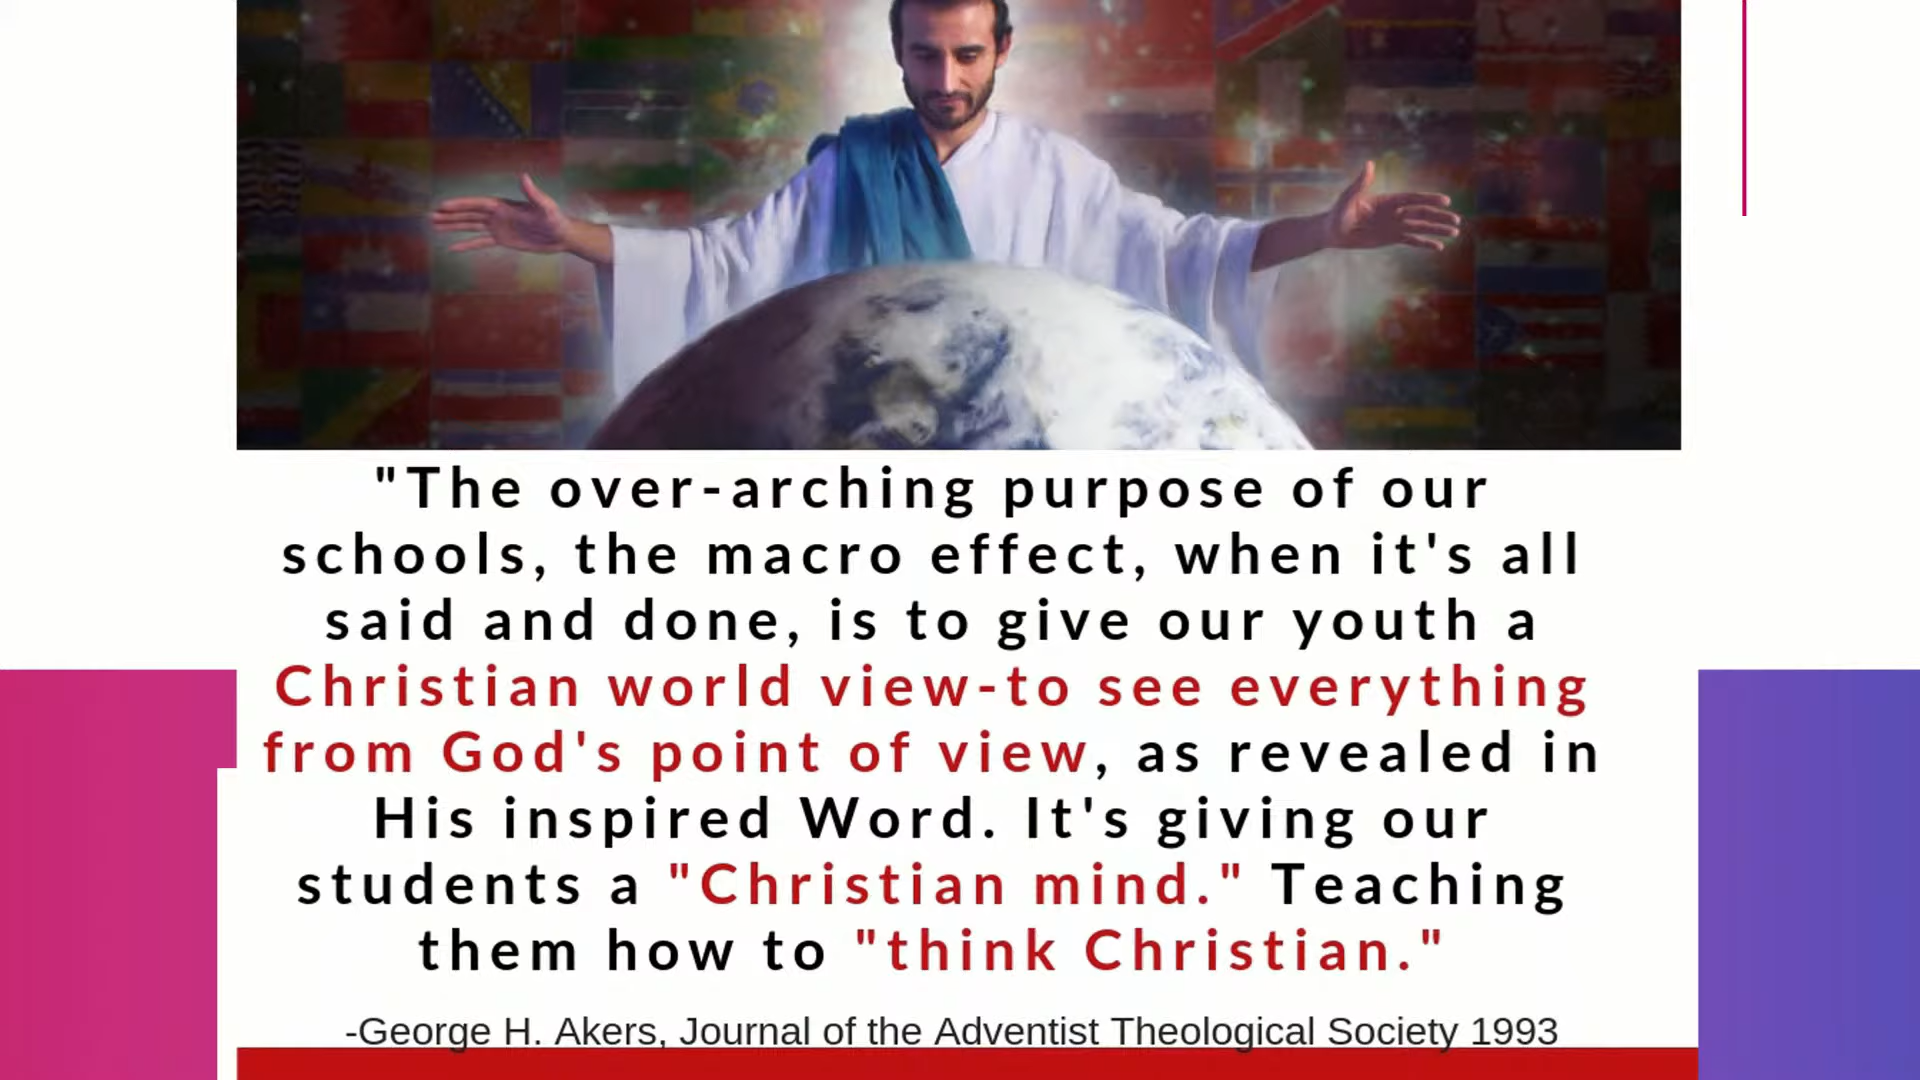 "The over-arching purpose of our
schools, the macro effect, when it's all
said and done, is to give our youth a
Christian world view-to see everything
from God's point of view, as revealed in
His inspired Word. It's giving our
students a "Christian mind." Teaching
them how to "think Christian."
-George H. Akers, Journal of the Adventist Theological Society 1993